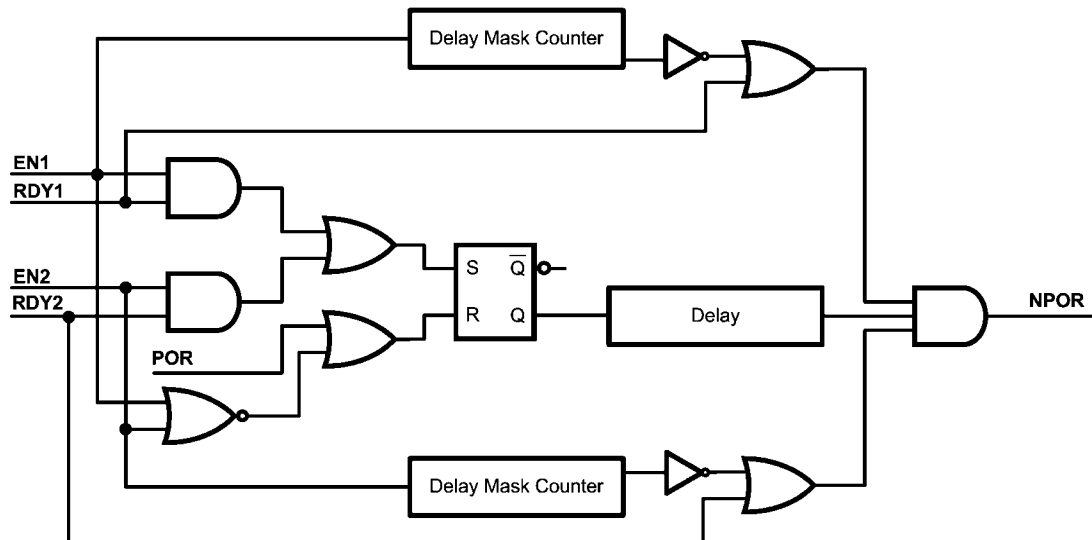 Delay Mask Counter
EN1
RDY1
EN2
RDY2
S Q̅
R Q
Delay
NPOR
POR
Delay Mask Counter